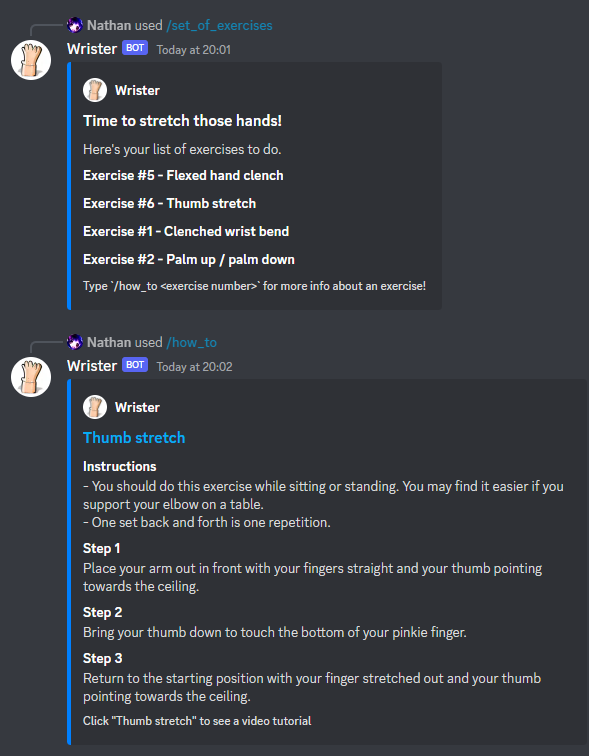 Nathan used /set_of_exercises
Wrister BOT Today at 20:01
Wrister
Time to stretch those hands!
Here's your list of exercises to do.
Exercise #5 - Flexed hand clench
Exercise #6 - Thumb stretch
Exercise #1 - Clenched wrist bend
Exercise #2 - Palm up / palm down
Type `/how_to <exercise number>` for more info about an exercise!
Nathan used /how_to
Wrister BOT Today at 20:02
Wrister
Thumb stretch
Instructions
- You should do this exercise while sitting or standing. You may find it easier if you
support your elbow on a table.
- One set back and forth is one repetition.
Step 1
Place your arm out in front with your fingers straight and your thumb pointing
towards the ceiling.
Step 2
Bring your thumb down to touch the bottom of your pinkie finger.
Step 3
Return to the starting position with your finger stretched out and your thumb
pointing towards the ceiling.
Click "Thumb stretch" to see a video tutorial